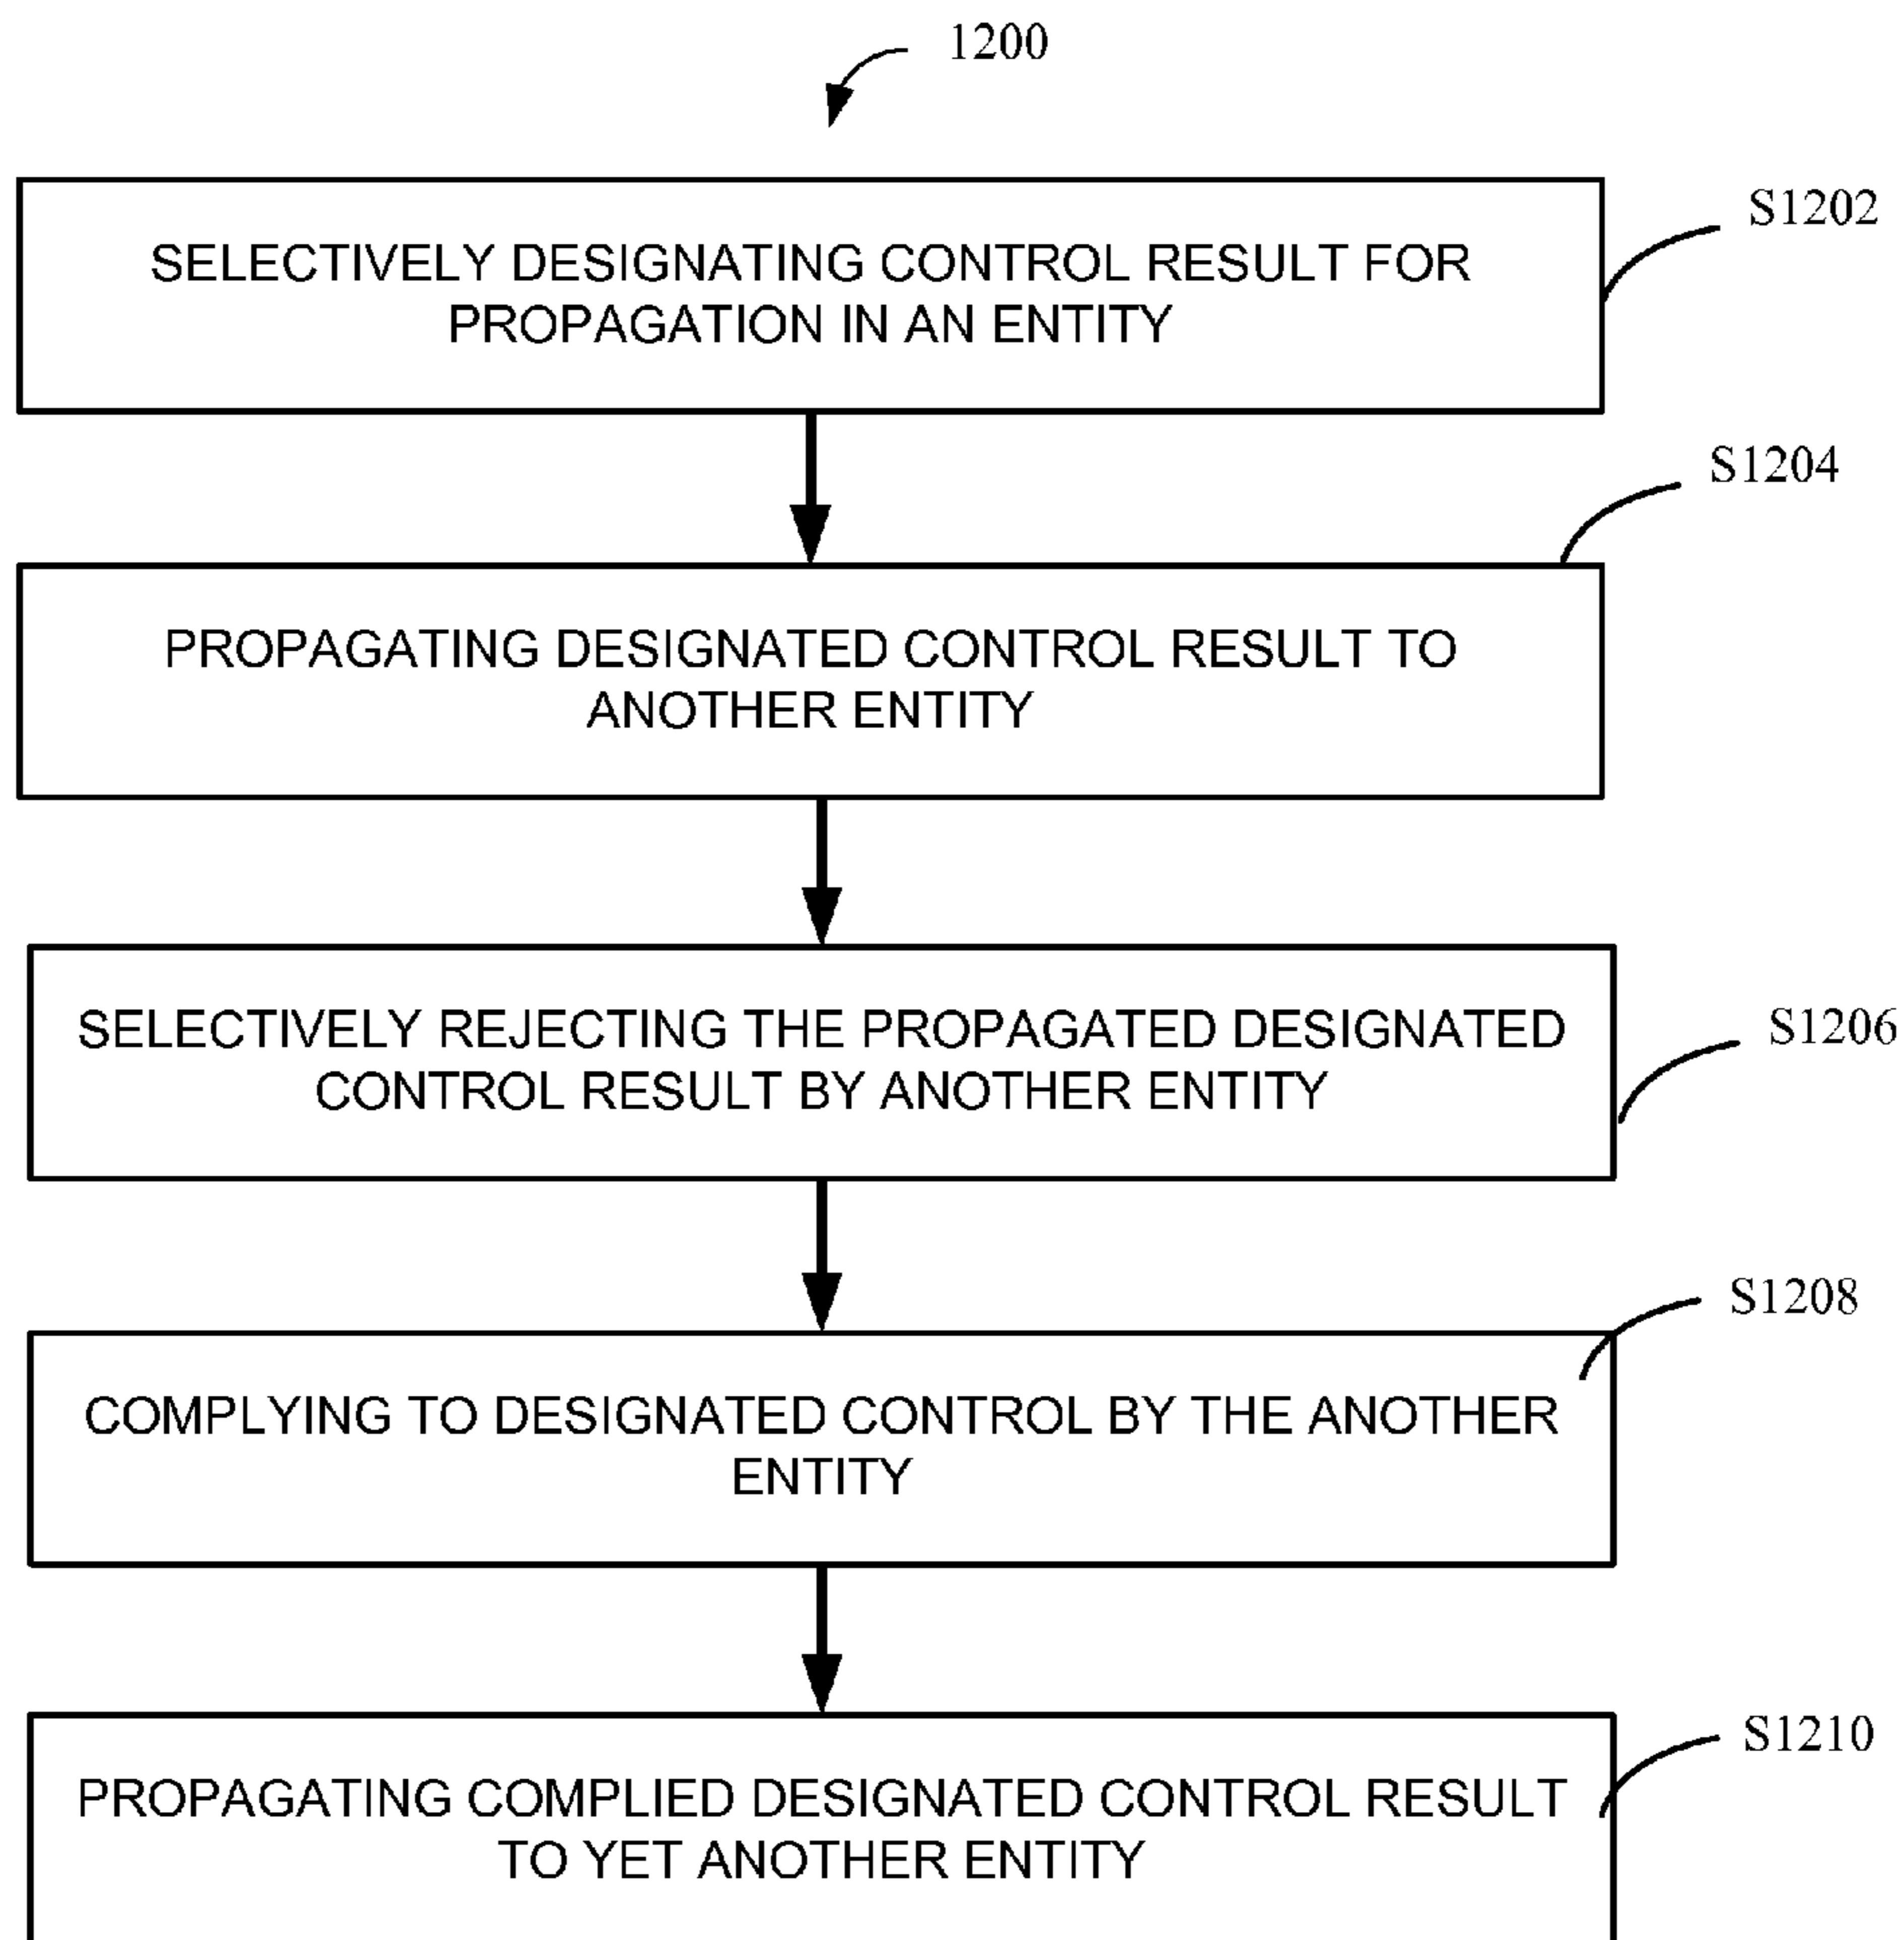 1200
S1202
SELECTIVELY DESIGNATING CONTROL RESULT FOR
PROPAGATION IN AN ENTITY
S1204
PROPAGATING DESIGNATED CONTROL RESULT TO
ANOTHER ENTITY
S1206
SELECTIVELY REJECTING THE PROPAGATED DESIGNATED
CONTROL RESULT BY ANOTHER ENTITY
S1208
COMPLYING TO DESIGNATED CONTROL BY THE ANOTHER
ENTITY
S1210
PROPAGATING COMPLIED DESIGNATED CONTROL RESULT
TO YET ANOTHER ENTITY